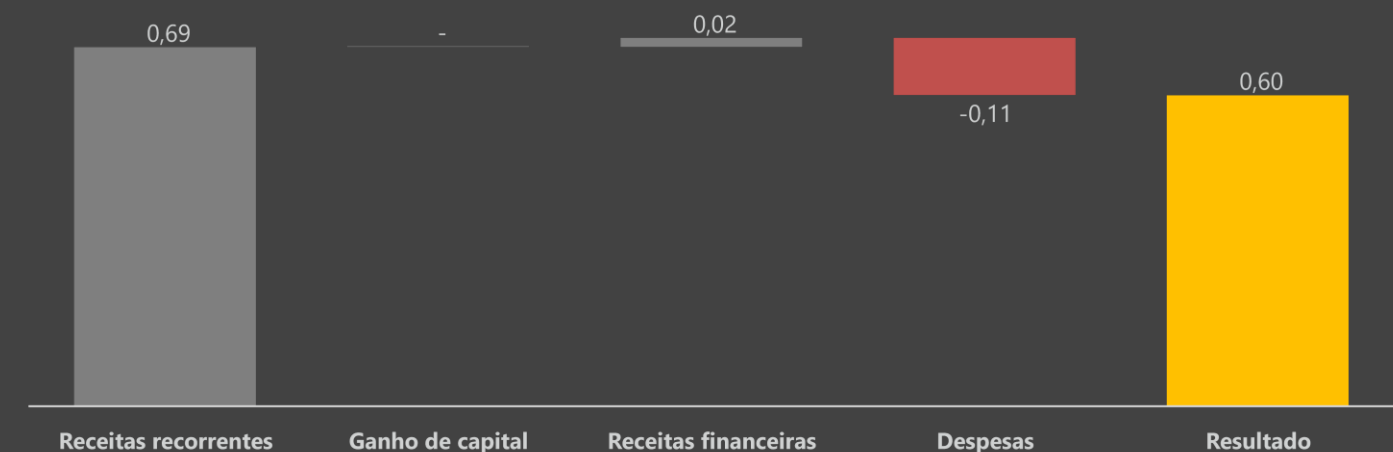 0,69
-
0,02
-0,11
0,60
Receitas recorrentes
Ganho de capital
Receitas financeiras
Despesas
Resultado